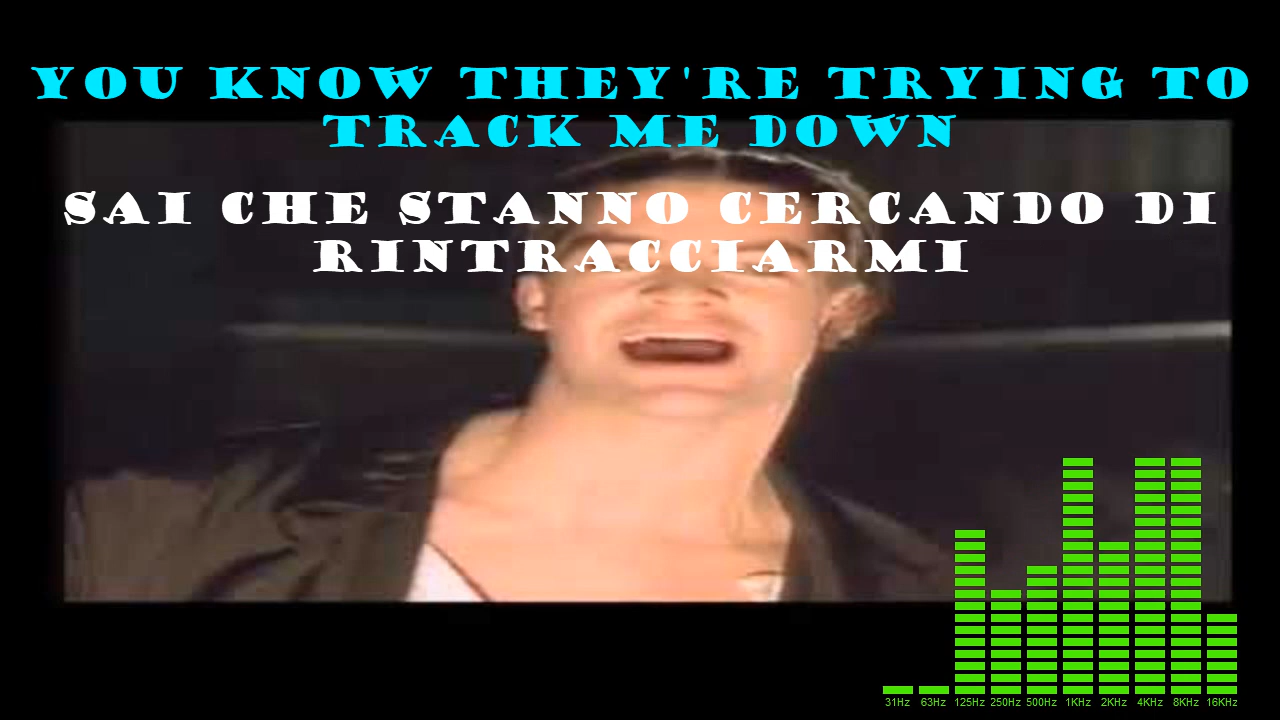 YOU KNOW THEY'RE TRYING TO
TRACK ME DOWN
SAI CHE STANNO CERCANDO DI
RINTRACCIARMI
31Hz 63Hz 125Hz 250Hz 500Hz 1KHz 2KHz 4KHz 8KHz 16KHz